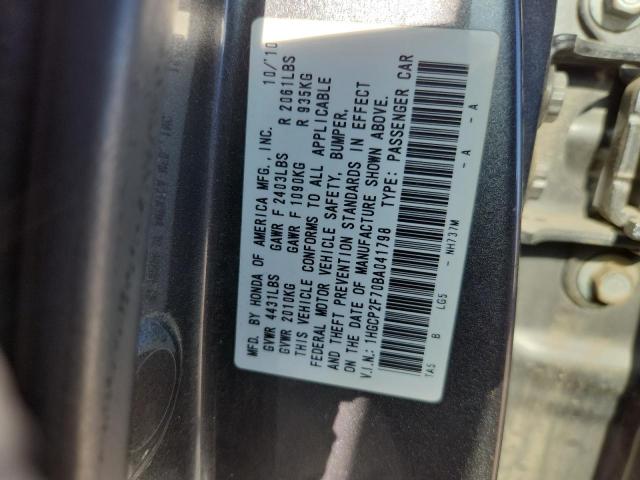 MFD. BY HONDA OF AMERICA MFG., INC. 10/'10
GVWR 4431LBS GAWR F 2403LBS R 2061LBS
GVWR 2010KG GAWR F 1090KG R 935KG
THIS VEHICLE CONFORMS TO ALL APPLICABLE
FEDERAL MOTOR VEHICLE SAFETY, BUMPER,
AND THEFT PREVENTION STANDARDS IN EFFECT
ON THE DATE OF MANUFACTURE SHOWN ABOVE.
V.I.N.: 1HGCP2F70BA041798 TYPE: PASSENGER CAR
TA5 B LG5 - NH737M - A - A